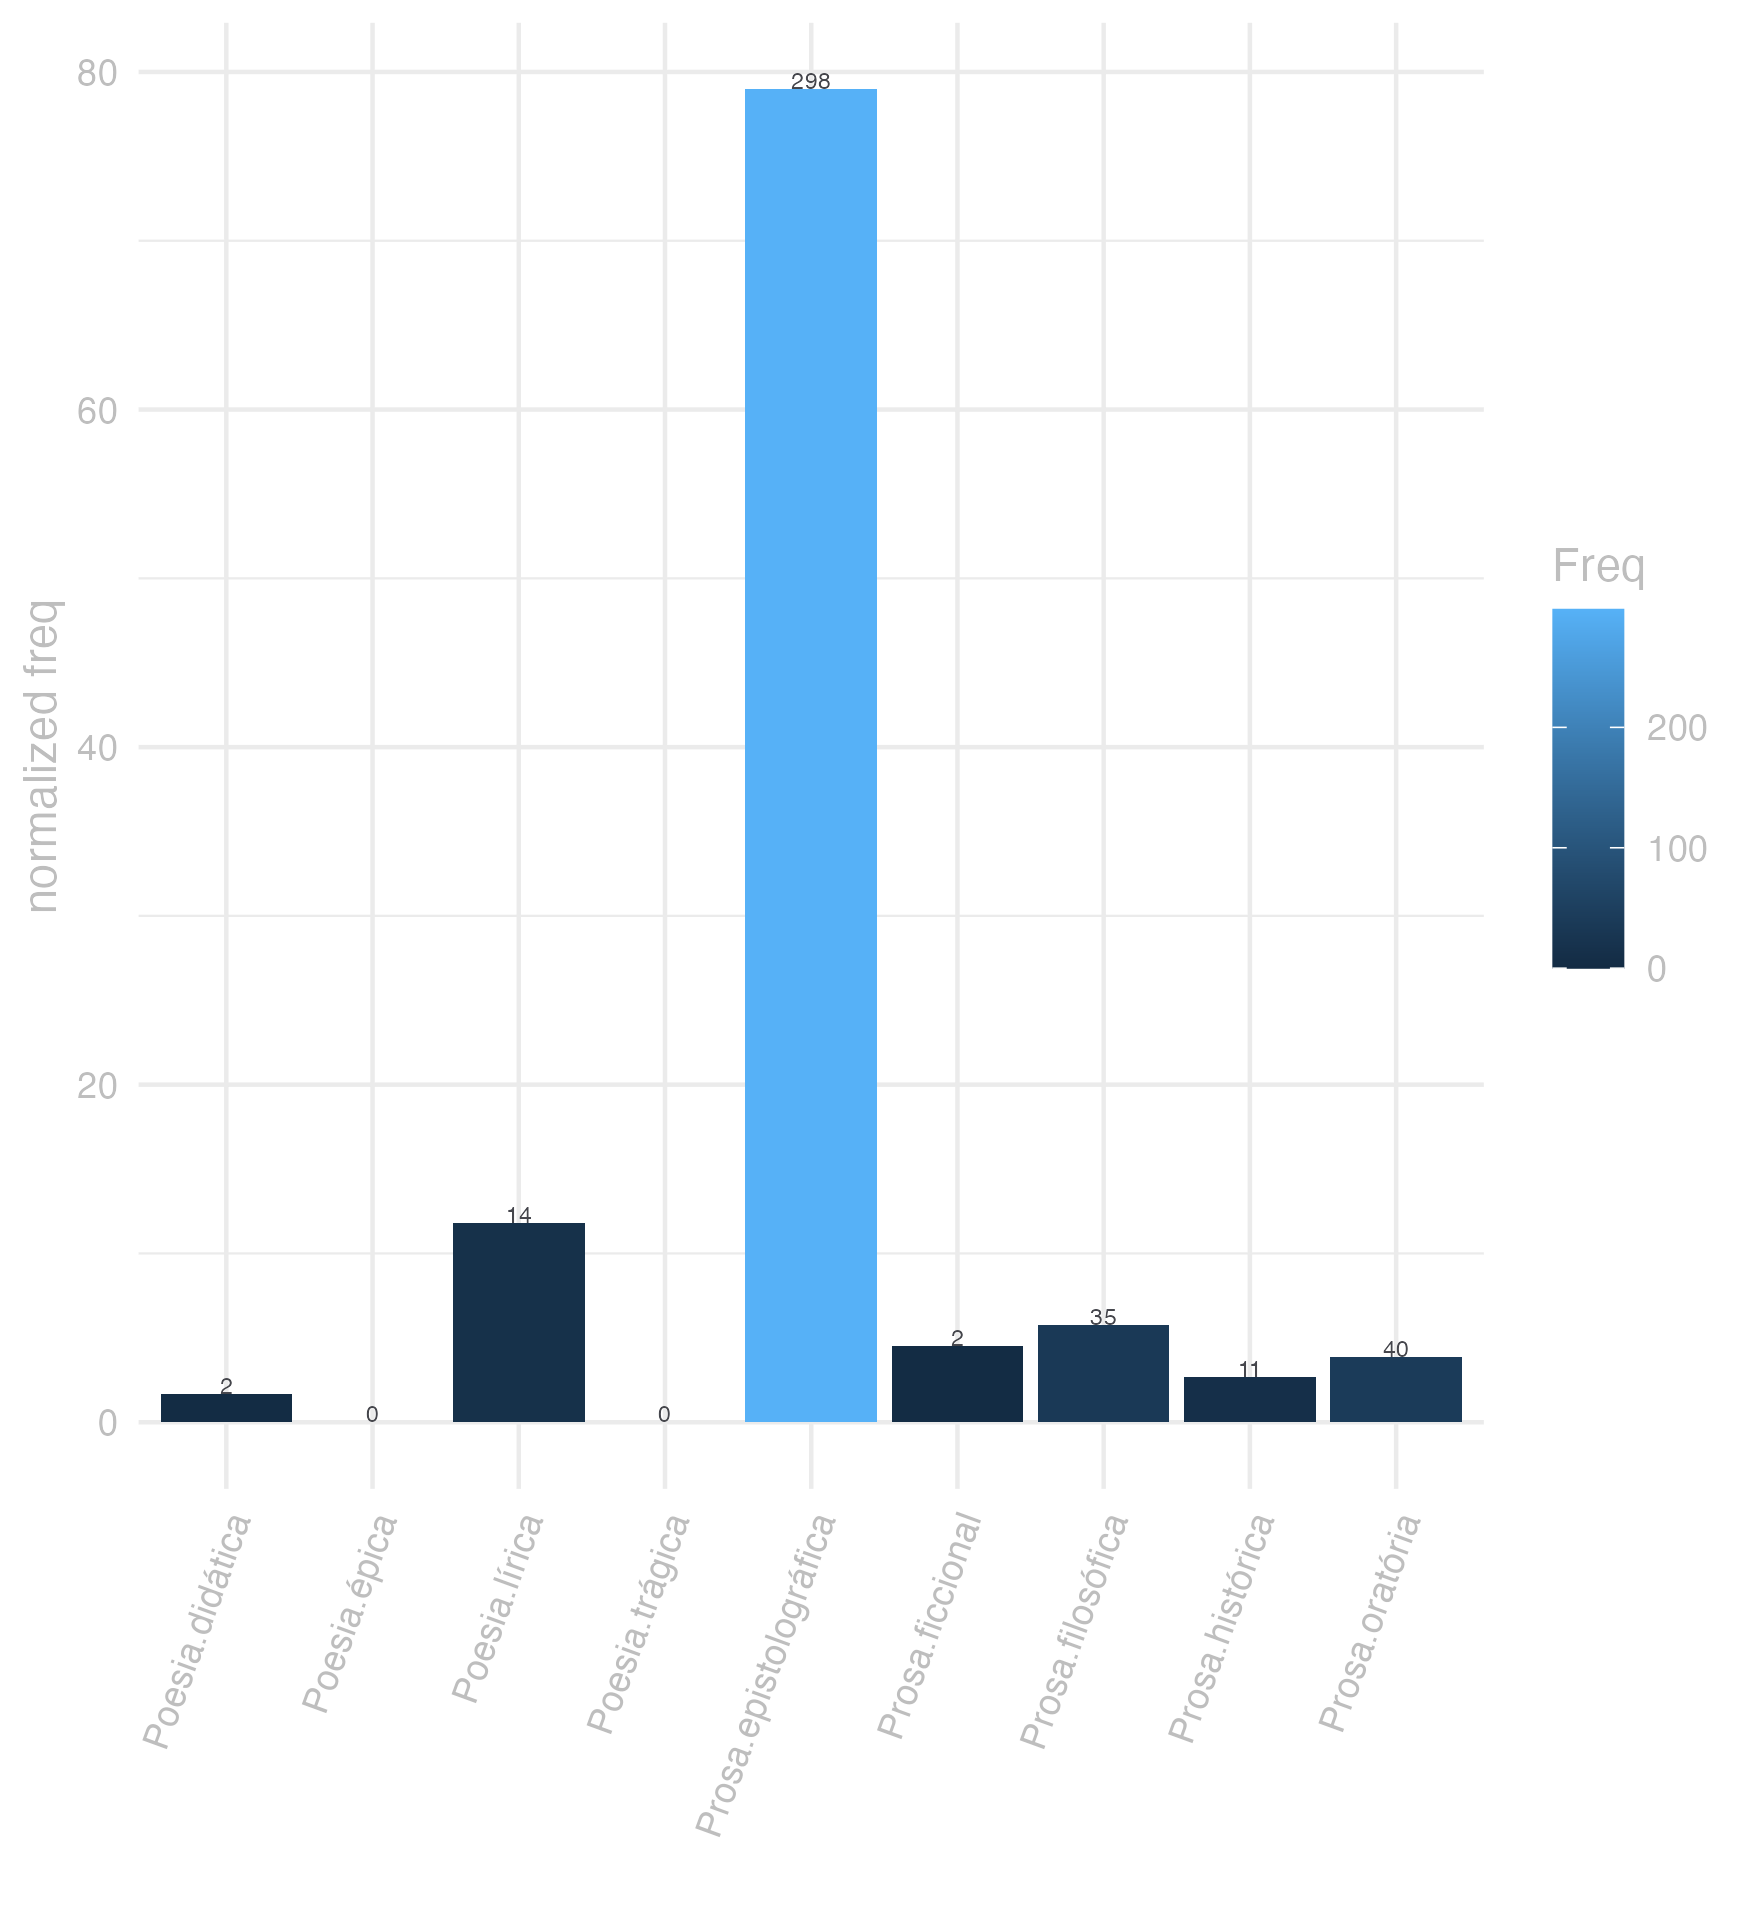 normalized freq
80
60
40
20
0
2
0
14
0
298
2
35
11
40
Poesia.didática
Poesia.épica
Poesia.lírica
Poesia.trágica
Prosa.epistolográfica
Prosa.ficcional
Prosa.filosófica
Prosa.histórica
Prosa.oratória
Freq
200
100
0